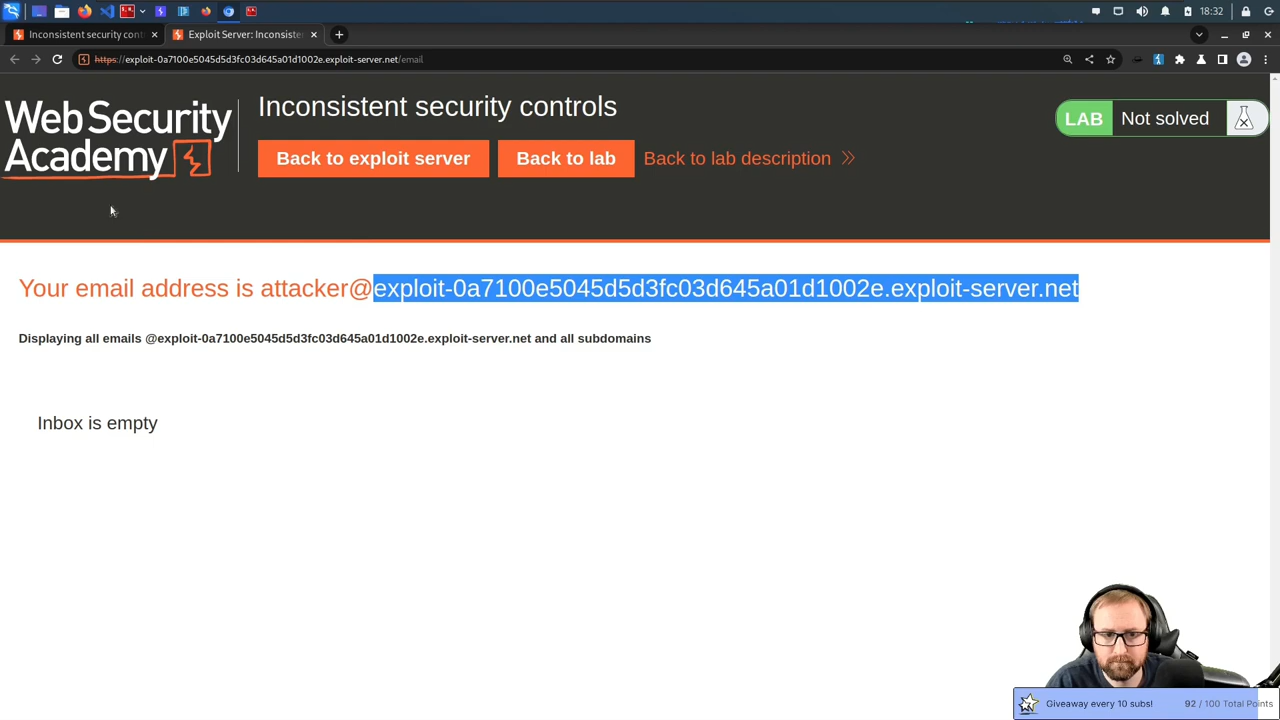 18:32
Inconsistent security cont
Exploit Server: Inconsiste
https://exploit-0a7100e5045d5d3fc03d645a01d1002e.exploit-server.net/email
WebSecurity
Academy
Inconsistent security controls
Back to exploit server
Back to lab
Back to lab description
LAB
Not solved
Your email address is attacker@exploit-0a7100e5045d5d3fc03d645a01d1002e.exploit-server.net
Displaying all emails @exploit-0a7100e5045d5d3fc03d645a01d1002e.exploit-server.net and all subdomains
Inbox is empty
Giveaway every 10 subs!
92 / 100 Total Points